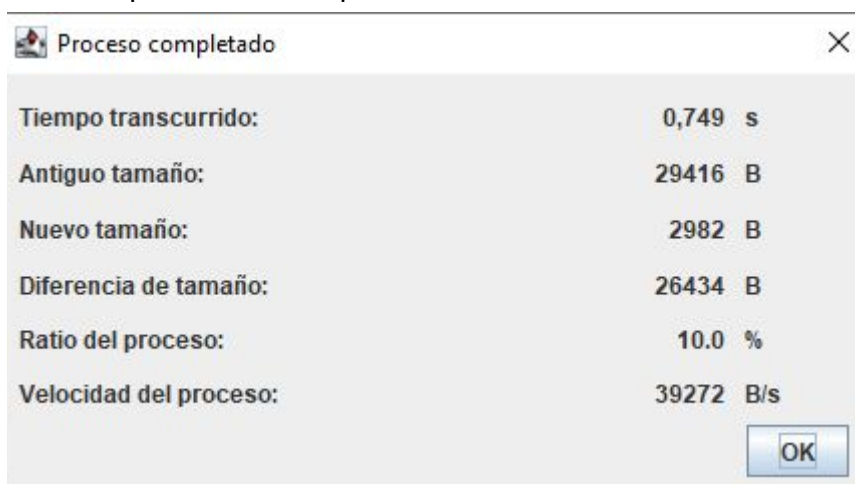 Proceso completado
Tiempo transcurrido: 0,749 s
Antiguo tamaño: 29416 B
Nuevo tamaño: 2982 B
Diferencia de tamaño: 26434 B
Ratio del proceso: 10.0 %
Velocidad del proceso: 39272 B/s
OK